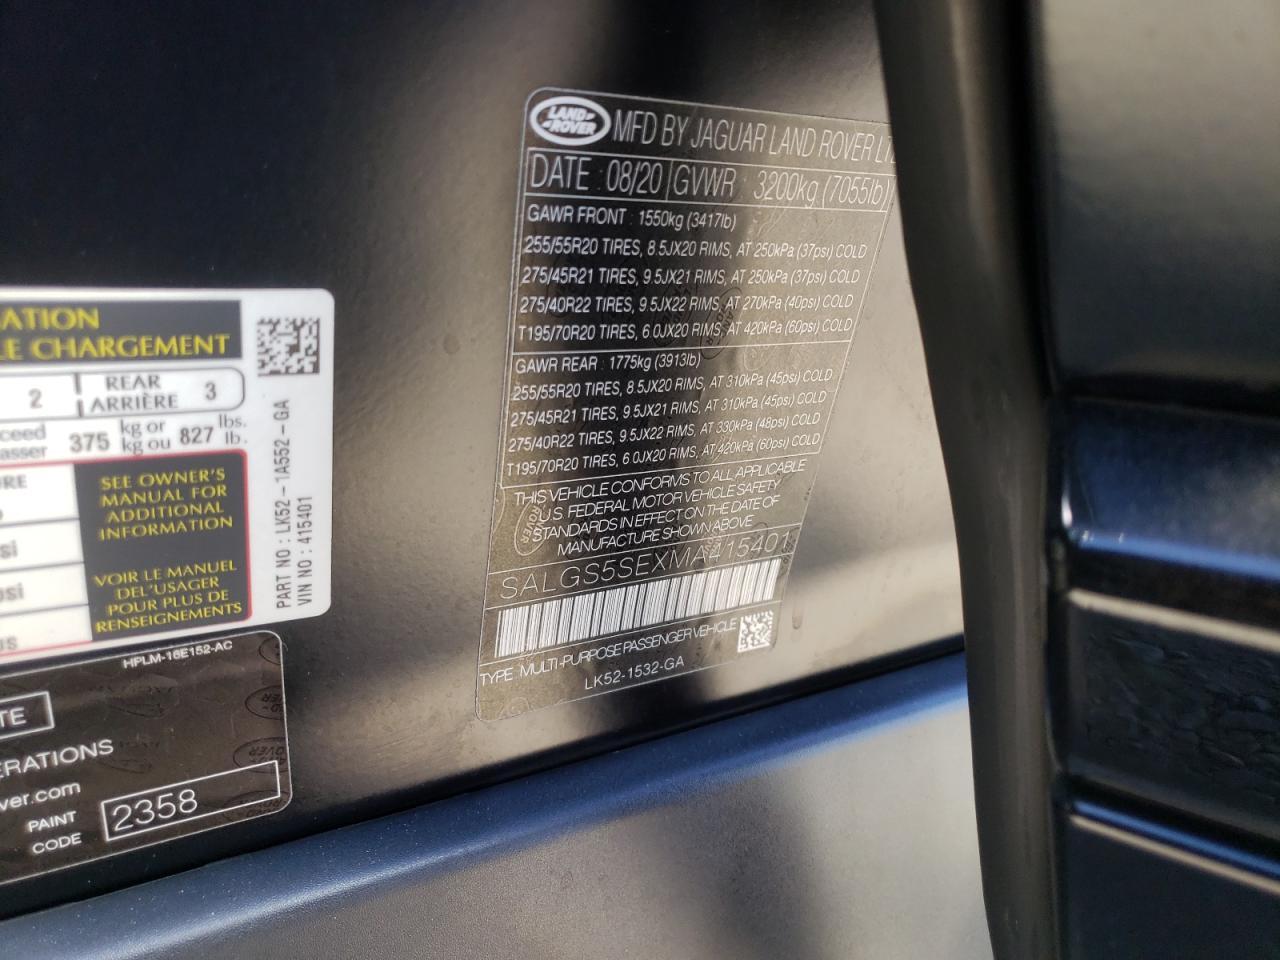 ATION
LE CHARGEMENT
2 REAR 3
ARRIÈRE
375 kg or 827 lbs.
kg ou lb.
SEE OWNER'S
MANUAL FOR
ADDITIONAL
INFORMATION
VOIR LE MANUEL
DEL'USAGER
POUR PLUS DE
RENSEIGNEMENTS
PART NO : LK52-1A552-GA
VIN NO : 415401
HPLM-16E152-AC
TE
ERATIONS
ver.com
PAINT
CODE
2358
LAND
ROVER
MFD BY JAGUAR LAND ROVER LTD
DATE : 08/20 GVWR : 3200kg (7055lb)
GAWR FRONT : 1550kg (3417lb)
255/55R20 TIRES, 8.5JX20 RIMS, AT 250kPa (37psi) COLD
275/45R21 TIRES, 9.5JX21 RIMS, AT 250kPa (37psi) COLD
275/40R22 TIRES, 9.5JX22 RIMS, AT 270kPa (40psi) COLD
T195/70R20 TIRES, 6.0JX20 RIMS, AT 420kPa (60psi) COLD
GAWR REAR : 1775kg (3913lb)
255/55R20 TIRES, 8.5JX20 RIMS, AT 310kPa (45psi) COLD
275/45R21 TIRES, 9.5JX21 RIMS, AT 310kPa (45psi) COLD
275/40R22 TIRES, 9.5JX22 RIMS, AT 330kPa (48psi) COLD
T195/70R20 TIRES, 6.0JX20 RIMS, AT 420kPa (60psi) COLD
THIS VEHICLE CONFORMS TO ALL APPLICABLE
U.S. FEDERAL MOTOR VEHICLE SAFETY
STANDARDS IN EFFECT ON THE DATE OF
MANUFACTURE SHOWN ABOVE
SALGS5SEXMA415401
TYPE : MULTI-PURPOSE PASSENGER VEHICLE
LK52-1532-GA